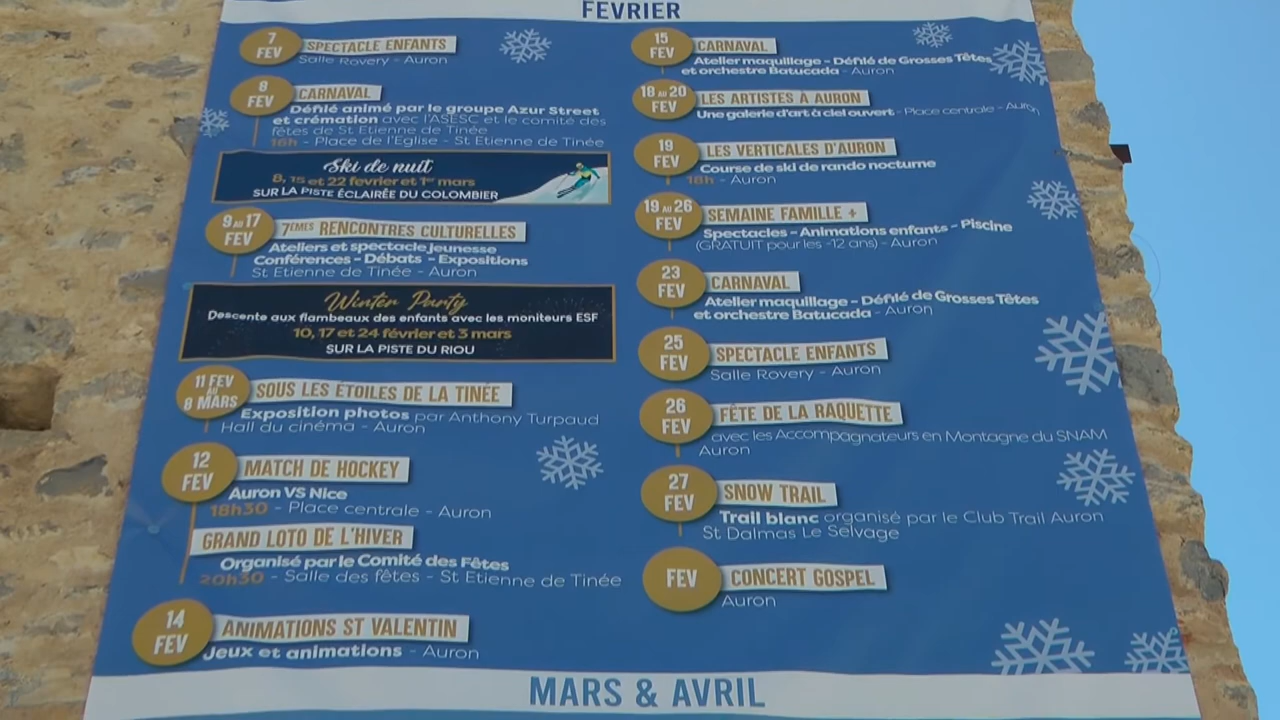 FEVRIER
7 FEV
SPECTACLE ENFANTS
Salle Rovery - Auron
8 FEV
CARNAVAL
Défilé animé par le groupe Azur Street
et crémation avec l'ASESC et le comité des
fêtes de St Etienne de Tinée
16h - Place de l'Eglise - St Etienne de Tinée
Ski de nuit
8, 15 et 22 fevrier et 1er mars
SUR LA PISTE ÉCLAIRÉE DU COLOMBIER
9 AU 17 FEV
7EMES RENCONTRES CULTURELLES
Ateliers et spectacle jeunesse
Conférences - Débats - Expositions
St Etienne de Tinée - Auron
Winter Party
Descente aux flambeaux des enfants avec les moniteurs ESF
10, 17 et 24 février et 3 mars
SUR LA PISTE DU RIOU
11 FEV AU 8 MARS
SOUS LES ÉTOILES DE LA TINÉE
Exposition photos par Anthony Turpaud
Hall du cinéma - Auron
12 FEV
MATCH DE HOCKEY
Auron VS Nice
18h30 - Place centrale - Auron
GRAND LOTO DE L'HIVER
Organisé par le Comité des Fêtes
20h30 - Salle des fêtes - St Etienne de Tinée
14 FEV
ANIMATIONS ST VALENTIN
Jeux et animations - Auron
15 FEV
CARNAVAL
Atelier maquillage - Défilé de Grosses Têtes
et orchestre Batucada - Auron
18 AU 20 FEV
LES ARTISTES À AURON
Une galerie d'art à ciel ouvert - Place centrale - Auron
19 FEV
LES VERTICALES D'AURON
Course de ski de rando nocturne
18h - Auron
19 AU 26 FEV
SEMAINE FAMILLE +
Spectacles - Animations enfants - Piscine
(GRATUIT pour les -12 ans) - Auron
23 FEV
CARNAVAL
Atelier maquillage - Défilé de Grosses Têtes
et orchestre Batucada - Auron
25 FEV
SPECTACLE ENFANTS
Salle Rovery - Auron
26 FEV
FÊTE DE LA RAQUETTE
avec les Accompagnateurs en Montagne du SNAM
Auron
27 FEV
SNOW TRAIL
Trail blanc organisé par le Club Trail Auron
St Dalmas Le Selvage
FEV
CONCERT GOSPEL
Auron
MARS & AVRIL